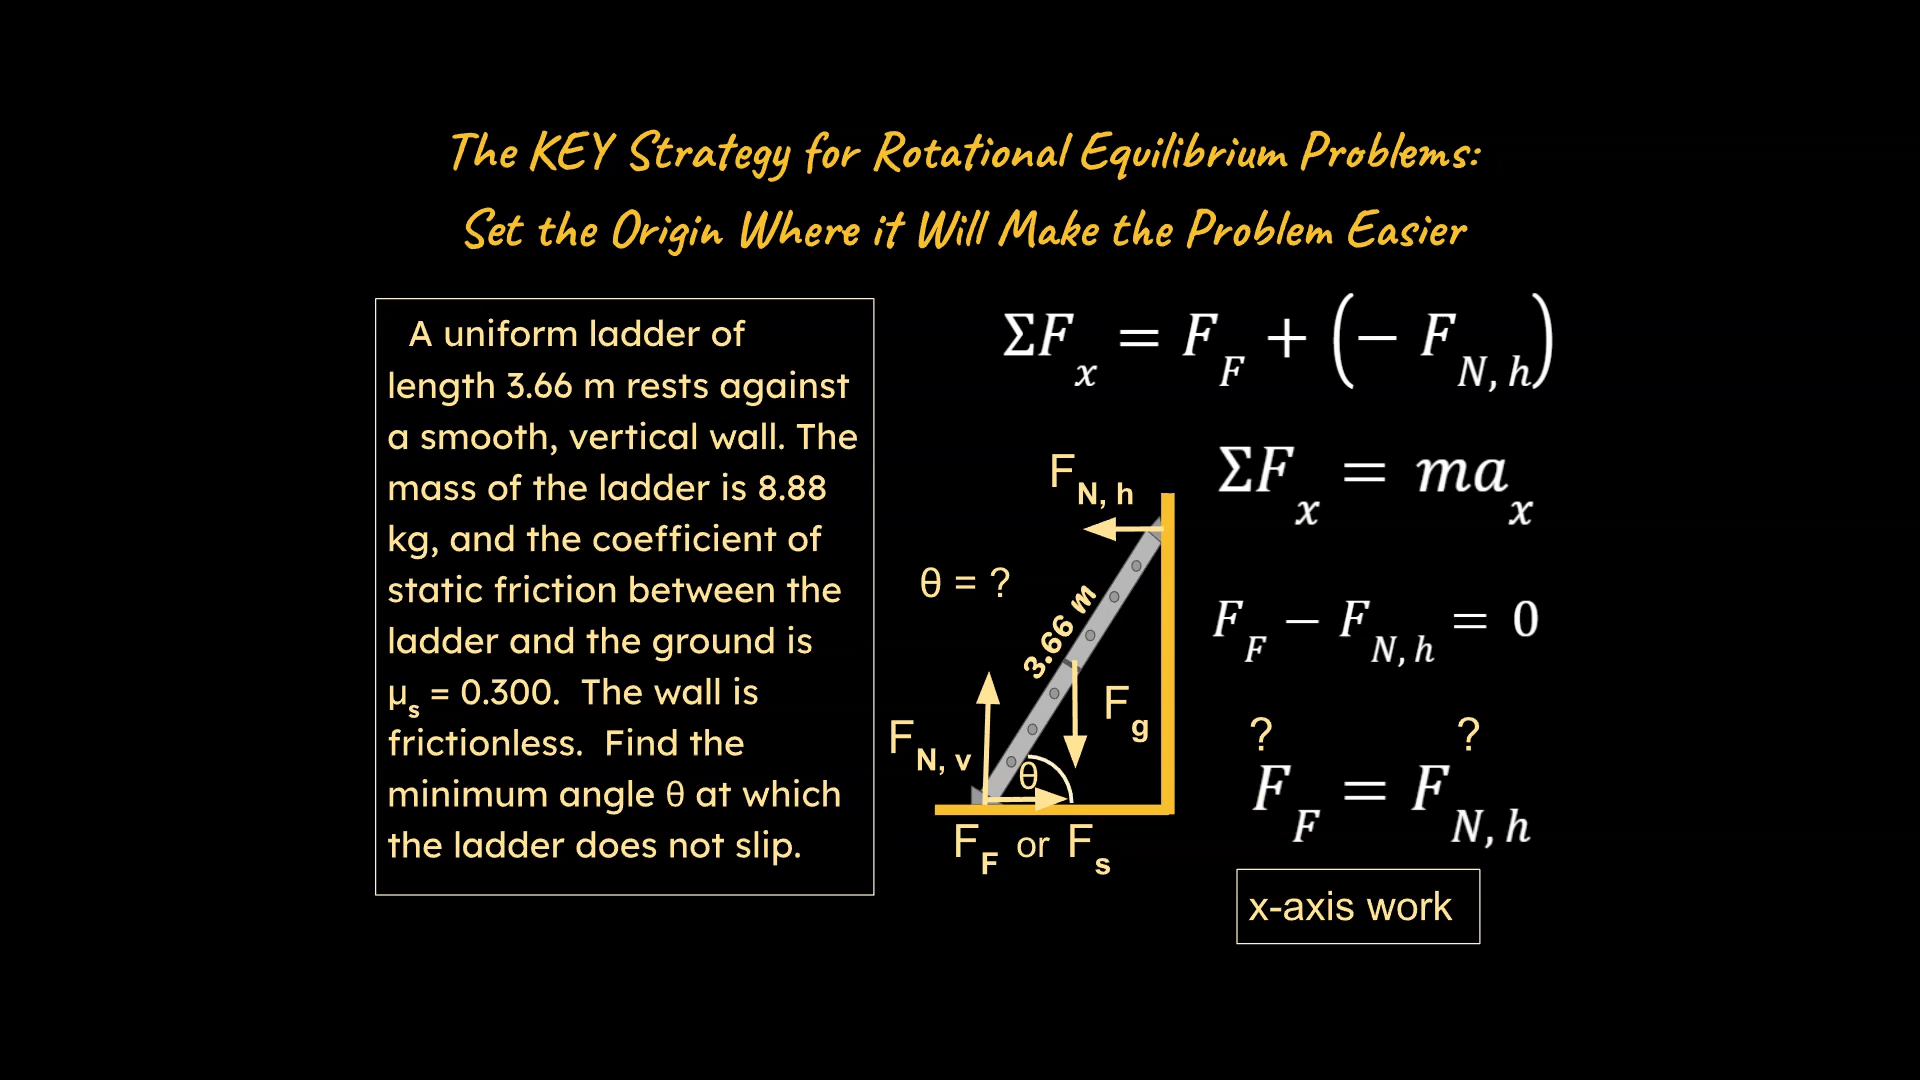 The KEY Strategy for Rotational Equilibrium Problems:
Set the Origin Where it Will Make the Problem Easier
A uniform ladder of
length 3.66 m rests against
a smooth, vertical wall. The
mass of the ladder is 8.88
kg, and the coefficient of
static friction between the
ladder and the ground is
μs = 0.300.  The wall is
frictionless.  Find the
minimum angle θ at which
the ladder does not slip.
FN, h
θ = ?
3.66 m
Fg
FN, v
θ
FF or Fs
ΣFx = FF + (− FN, h)
ΣFx = max
FF − FN, h = 0
? ?
FF = FN, h
x-axis work